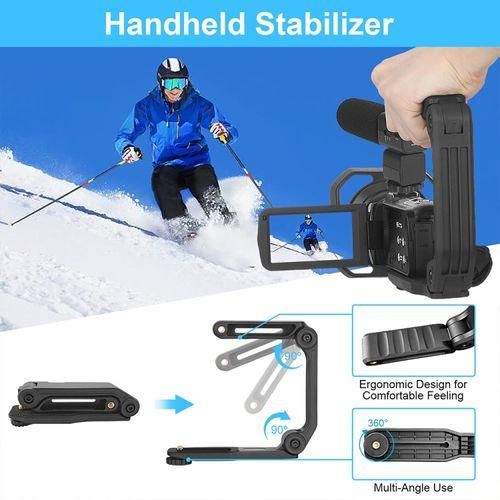 Handheld Stabilizer
90°
90°
Ergonomic Design for
Comfortable Feeling
360°
Multi-Angle Use